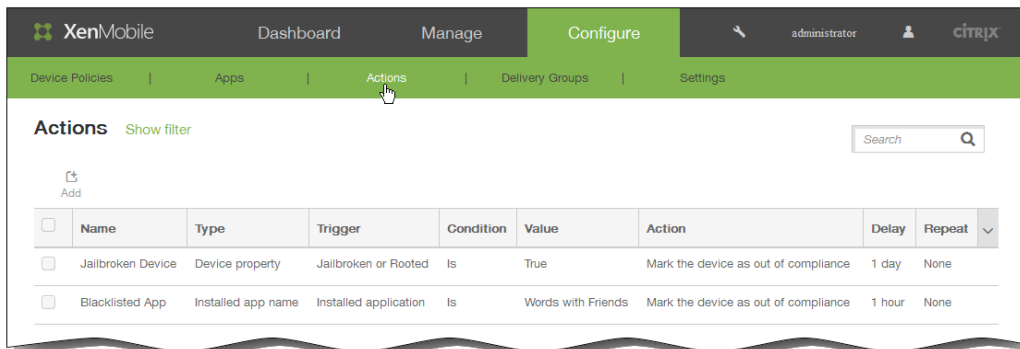 XenMobile Dashboard Manage Configure administrator CİTRIX
Device Policies | Apps | Actions | Delivery Groups | Settings
Actions Show filter
Search
Add
Name Type Trigger Condition Value Action Delay Repeat
Jailbroken Device Device property Jailbroken or Rooted Is True Mark the device as out of compliance 1 day None
Blacklisted App Installed app name Installed application Is Words with Friends Mark the device as out of compliance 1 hour None